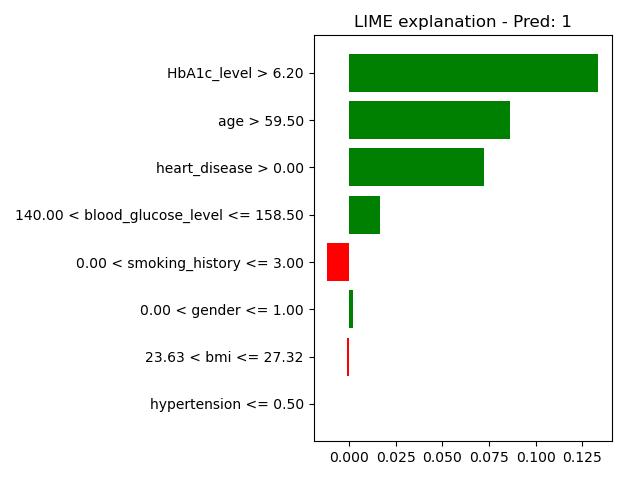 LIME explanation - Pred: 1
HbA1c_level > 6.20
age > 59.50
heart_disease > 0.00
140.00 < blood_glucose_level <= 158.50
0.00 < smoking_history <= 3.00
0.00 < gender <= 1.00
23.63 < bmi <= 27.32
hypertension <= 0.50
0.000 0.025 0.050 0.075 0.100 0.125